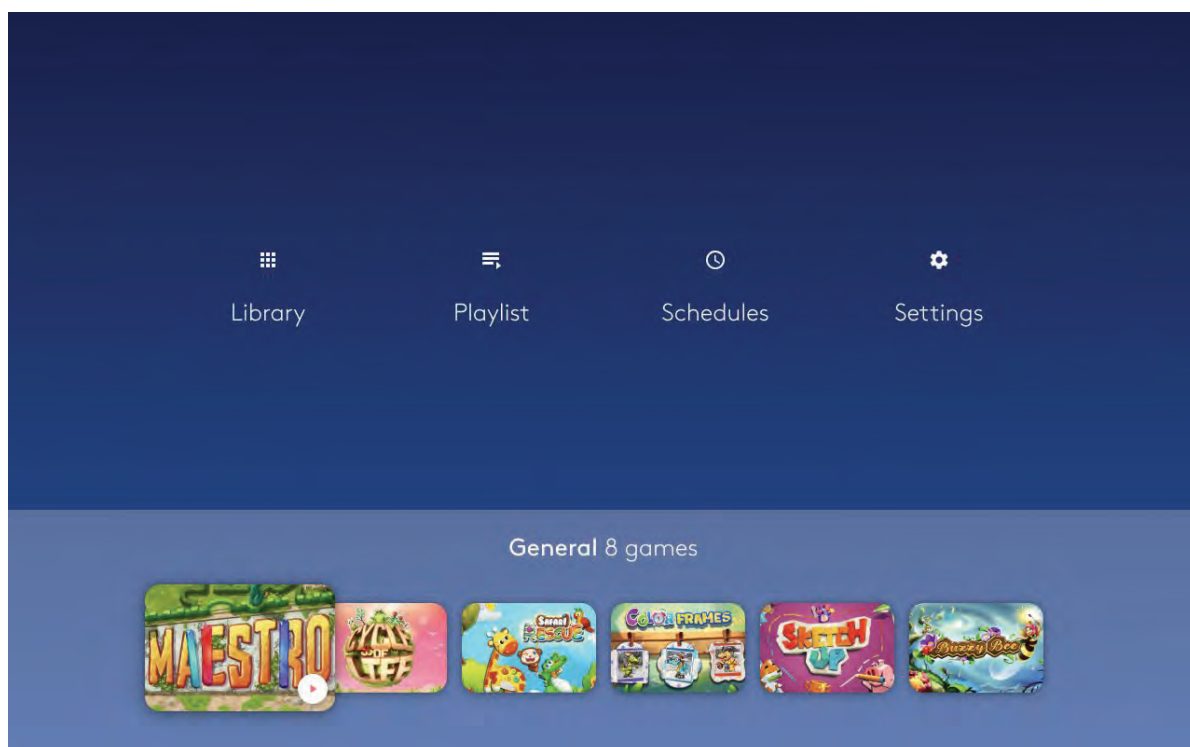 Library
Playlist
Schedules
Settings
General 8 games
MAESTRO
CYCLE
OF
LIFE
Safari
RESCUE
COLOR FRAMES
SKETCH
UP
Buzzy Bee